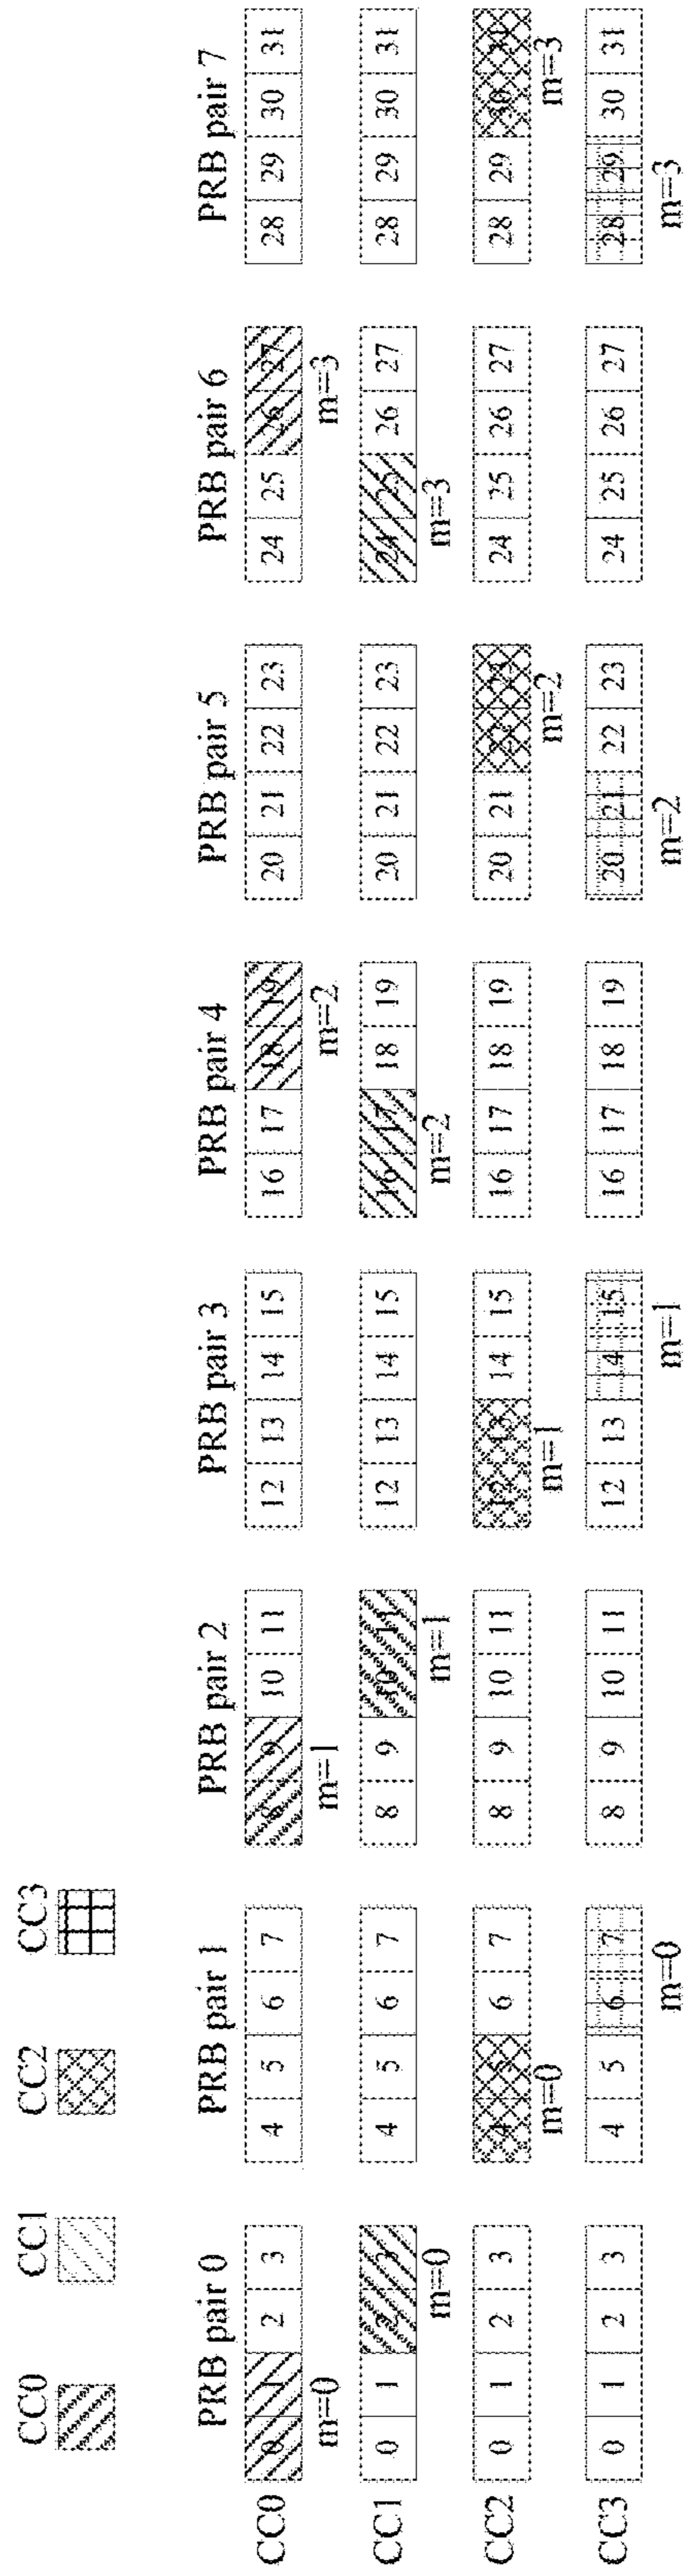 CC0 CC1 CC2 CC3
PRB pair 0 PRB pair 1 PRB pair 2 PRB pair 3 PRB pair 4 PRB pair 5 PRB pair 6 PRB pair 7
CC0 0 1 2 3 4 5 6 7 8 9 10 11 12 13 14 15 16 17 18 19 20 21 22 23 24 25 26 27 28 29 30 31
m=0 m=1 m=2 m=3
CC1 0 1 2 3 4 5 6 7 8 9 10 11 12 13 14 15 16 17 18 19 20 21 22 23 24 25 26 27 28 29 30 31
m=0 m=1 m=2 m=3
CC2 0 1 2 3 4 5 6 7 8 9 10 11 12 13 14 15 16 17 18 19 20 21 22 23 24 25 26 27 28 29 30 31
m=0 m=1 m=2 m=3
CC3 0 1 2 3 4 5 6 7 8 9 10 11 12 13 14 15 16 17 18 19 20 21 22 23 24 25 26 27 28 29 30 31
m=0 m=1 m=2 m=3